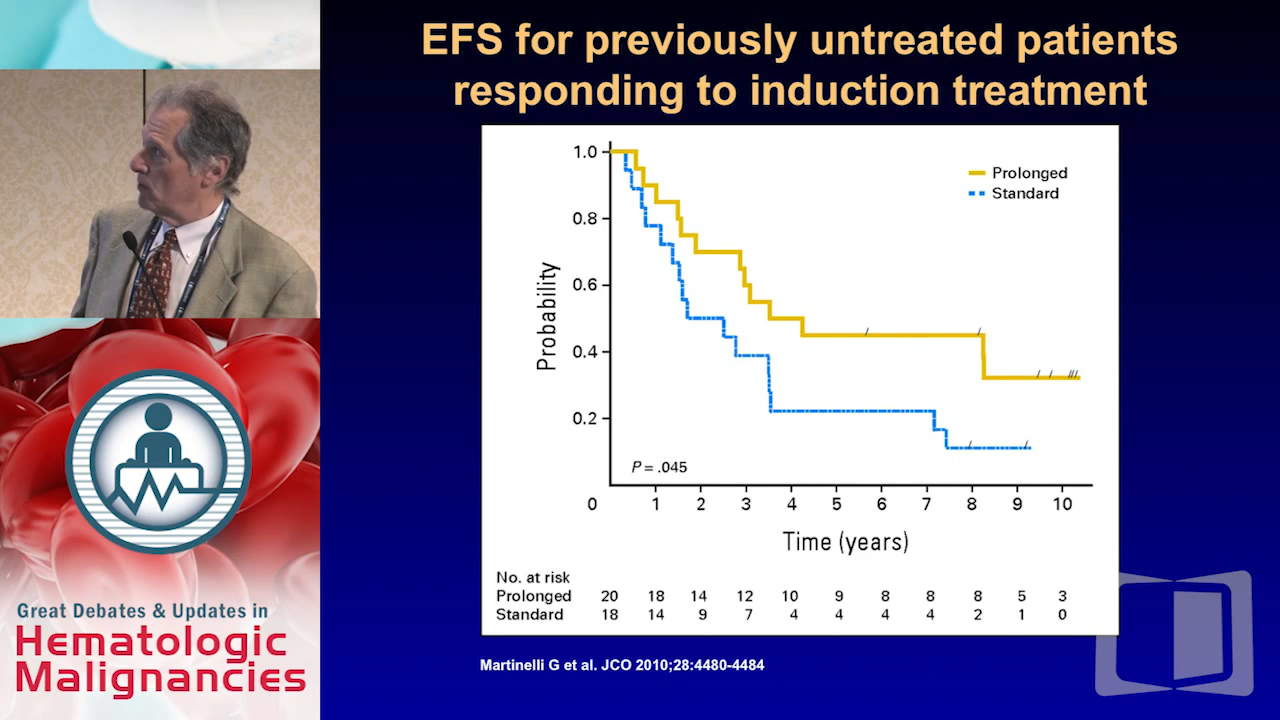 EFS for previously untreated patients
responding to induction treatment
1.0
0.8
0.6
0.4
0.2
Probability
Prolonged
Standard
P = .045
0 1 2 3 4 5 6 7 8 9 10
Time (years)
No. at risk
Prolonged 20 18 14 12 10 9 8 8 8 5 3
Standard 18 14 9 7 4 4 4 4 2 1 0
Martinelli G et al. JCO 2010;28:4480-4484
Great Debates & Updates in
Hematologic
Malignancies